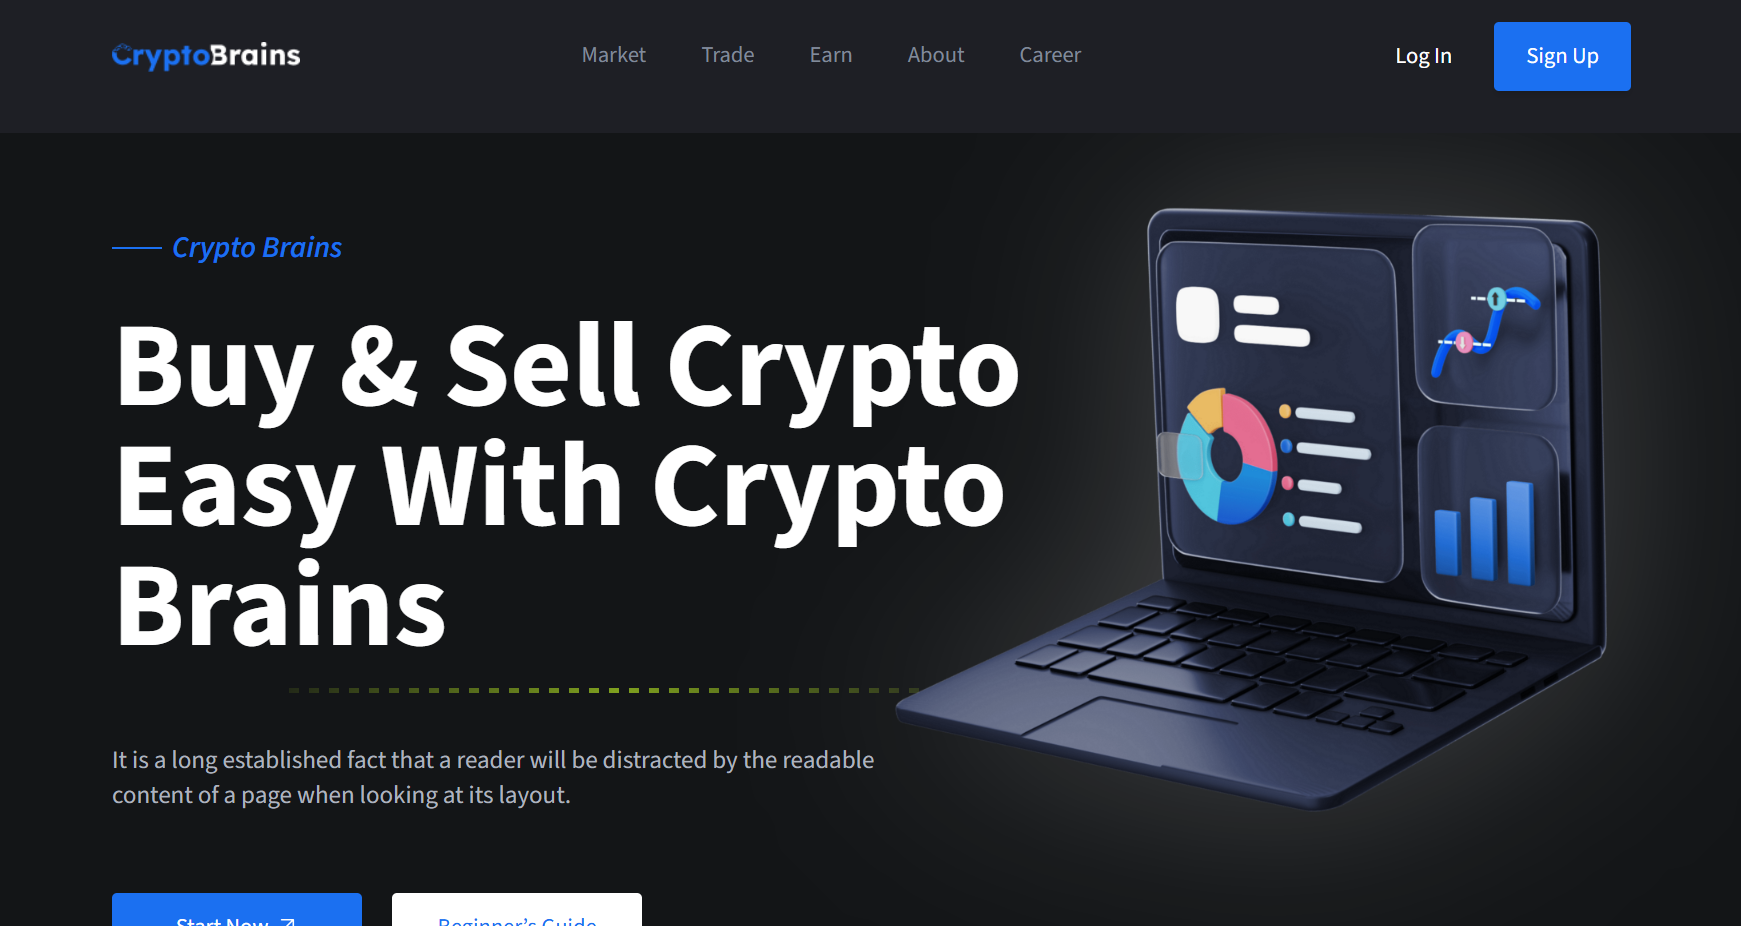 CryptoBrains
Market Trade Earn About Career
Log In
Sign Up
Crypto Brains
Buy & Sell Crypto
Easy With Crypto
Brains
It is a long established fact that a reader will be distracted by the readable
content of a page when looking at its layout.
Start Now
Beginner’s Guide